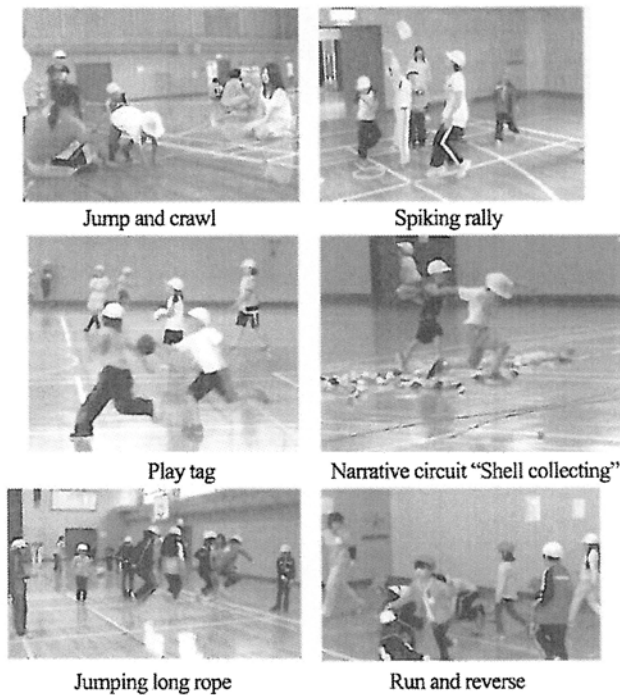 Jump and crawl
Spiking rally
Play tag
Narrative circuit “Shell collecting”
Jumping long rope
Run and reverse